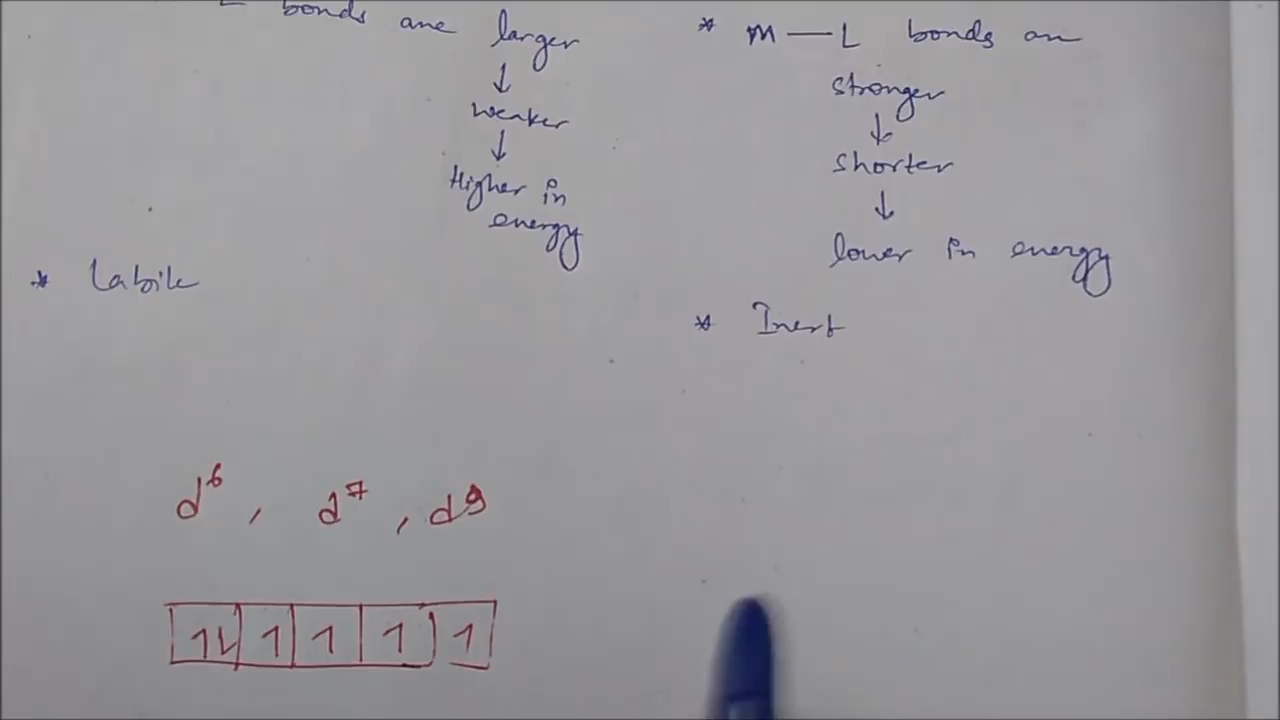 bonds are larger
↓
weaker
↓
Higher in
energy
* Labile
* M — L bonds are
stronger
↓
shorter
↓
lower in energy
* Inert
d⁶, d⁷, d⁹
1↓ 1 1 1 1